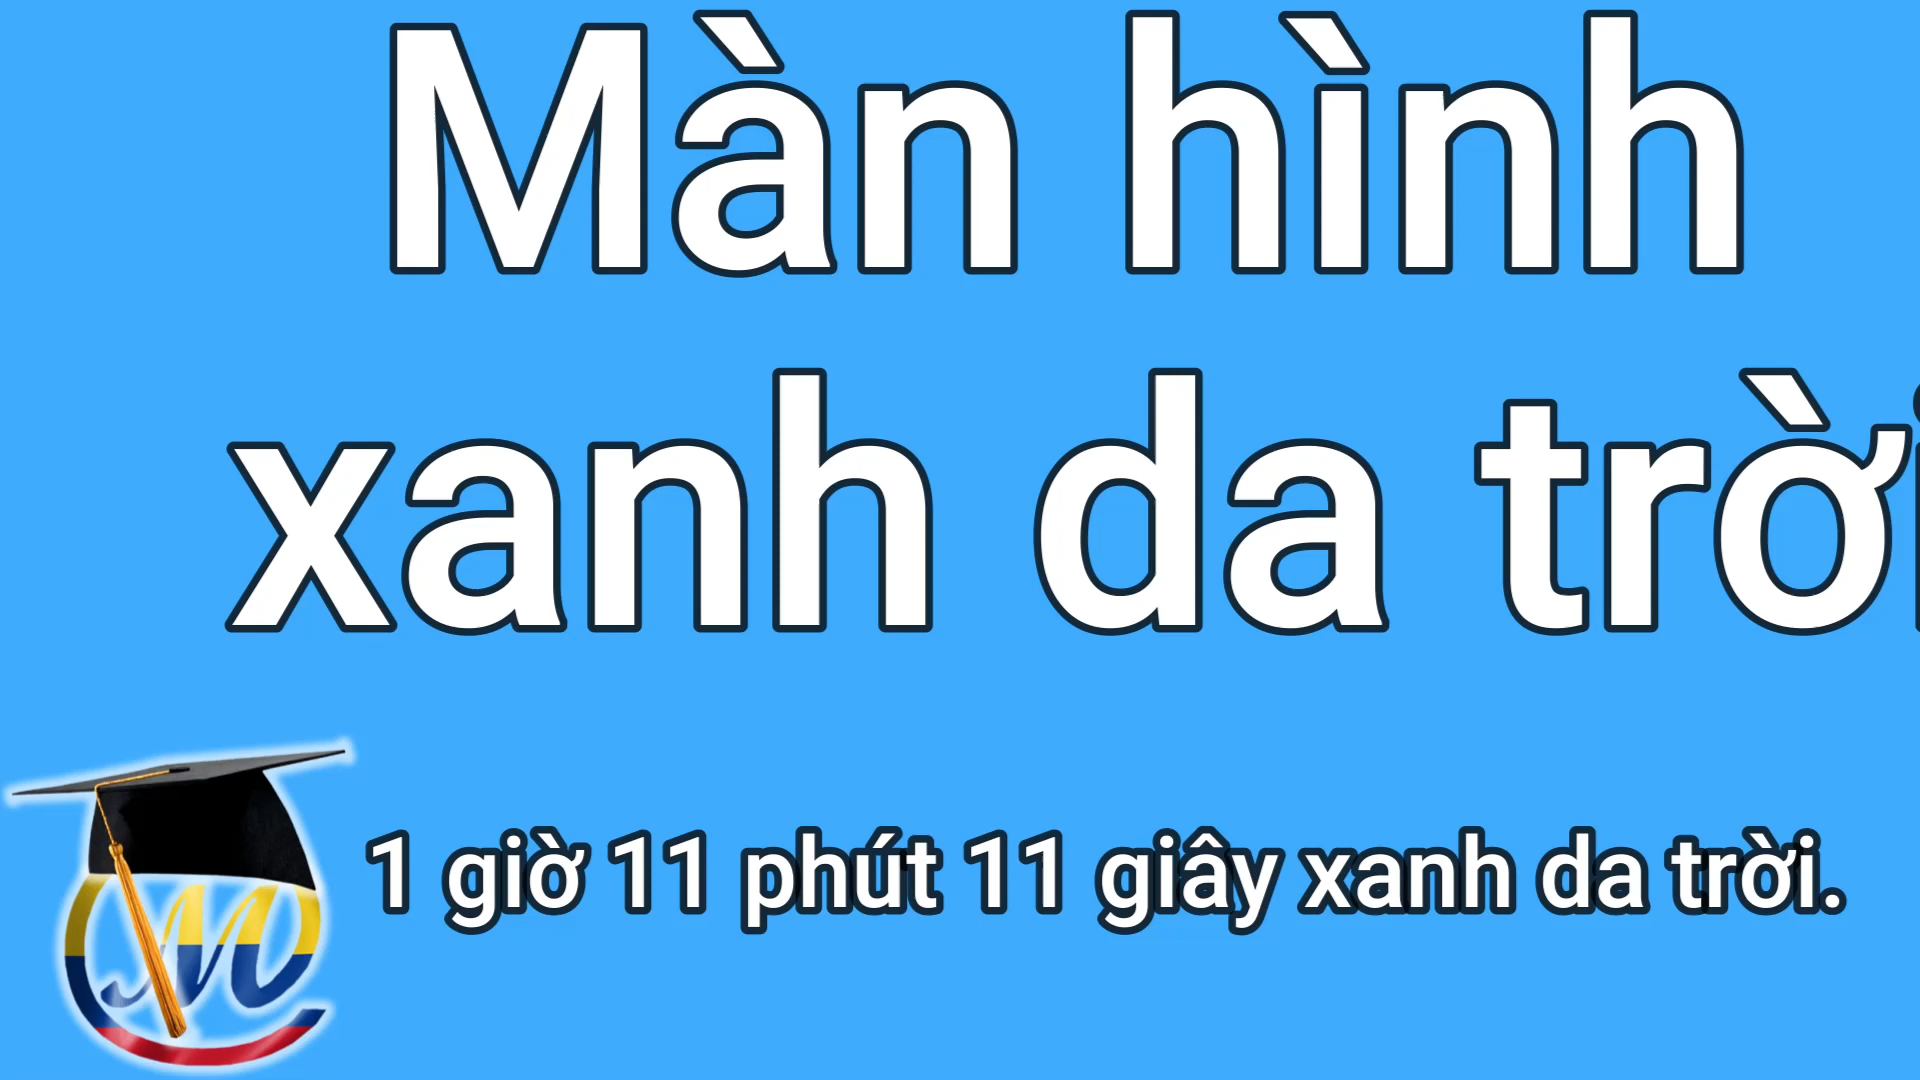 Màn hình
xanh da trời
1 giờ 11 phút 11 giây xanh da trời.
m